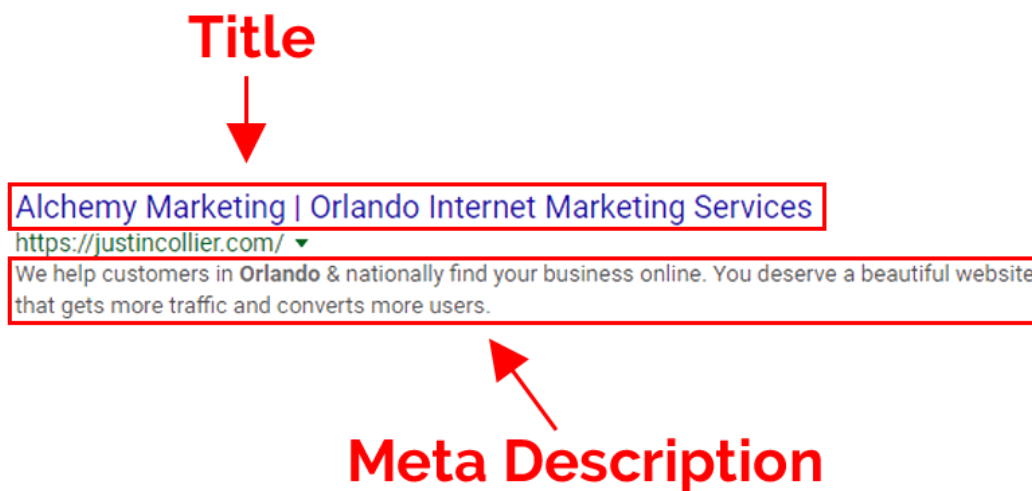 Title
Alchemy Marketing | Orlando Internet Marketing Services
https://justincollier.com/
We help customers in Orlando & nationally find your business online. You deserve a beautiful website
that gets more traffic and converts more users.
Meta Description